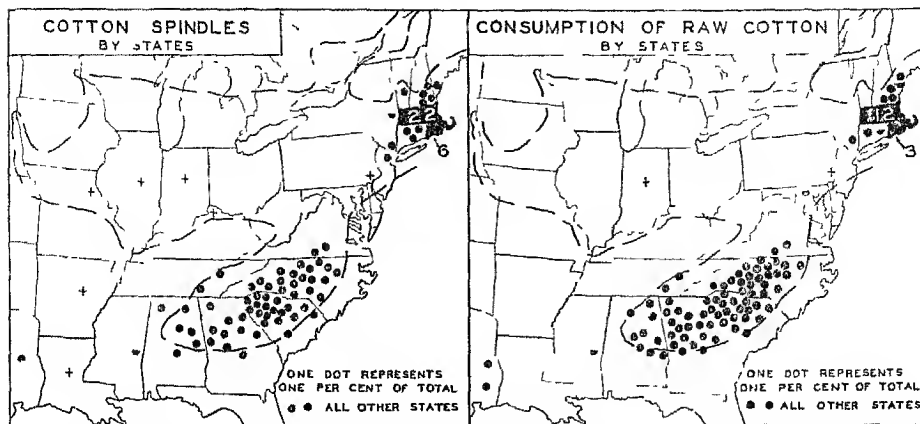 COTTON SPINDLES
BY STATES
22
6
ONE DOT REPRESENTS
ONE PER CENT OF TOTAL
ALL OTHER STATES
CONSUMPTION OF RAW COTTON
BY STATES
12
3
ONE DOT REPRESENTS
ONE PER CENT OF TOTAL
ALL OTHER STATES